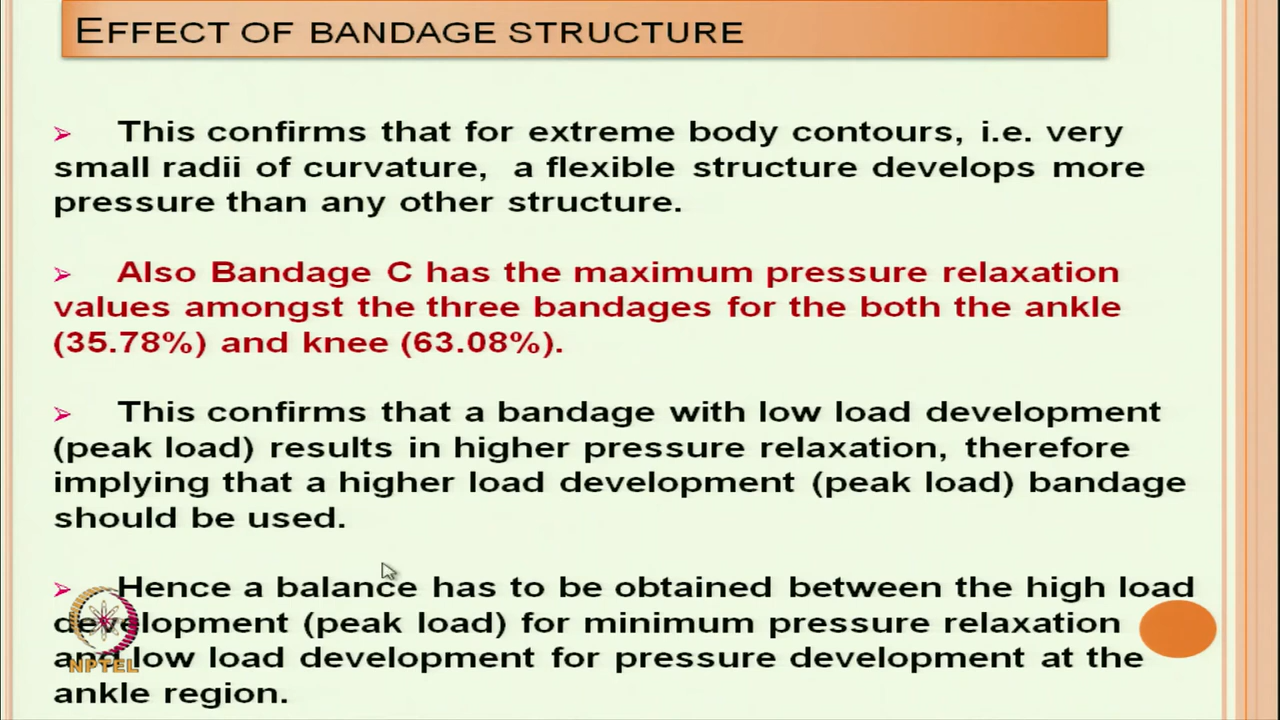 EFFECT OF BANDAGE STRUCTURE
This confirms that for extreme body contours, i.e. very
small radii of curvature, a flexible structure develops more
pressure than any other structure.
Also Bandage C has the maximum pressure relaxation
values amongst the three bandages for the both the ankle
(35.78%) and knee (63.08%).
This confirms that a bandage with low load development
(peak load) results in higher pressure relaxation, therefore
implying that a higher load development (peak load) bandage
should be used.
Hence a balance has to be obtained between the high load
development (peak load) for minimum pressure relaxation
and low load development for pressure development at the
ankle region.
NPTEL